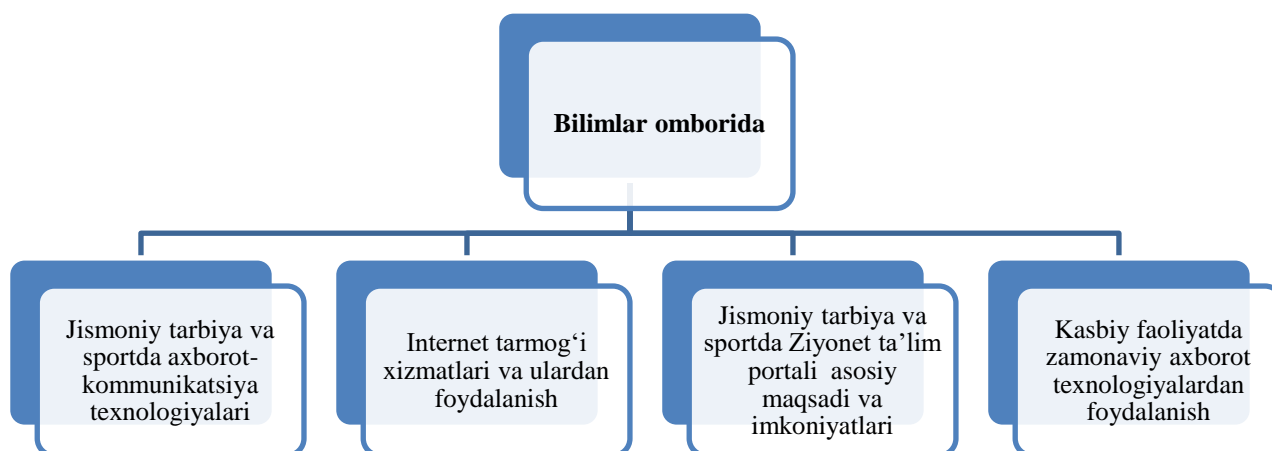 Bilimlar omborida
Jismoniy tarbiya va
sportda axborot-
kommunikatsiya
texnologiyalari
Internet tarmog‘i
xizmatlari va ulardan
foydalanish
Jismoniy tarbiya va
sportda Ziyonet ta’lim
portali asosiy
maqsadi va
imkoniyatlari
Kasbiy faoliyatda
zamonaviy axborot
texnologiyalardan
foydalanish